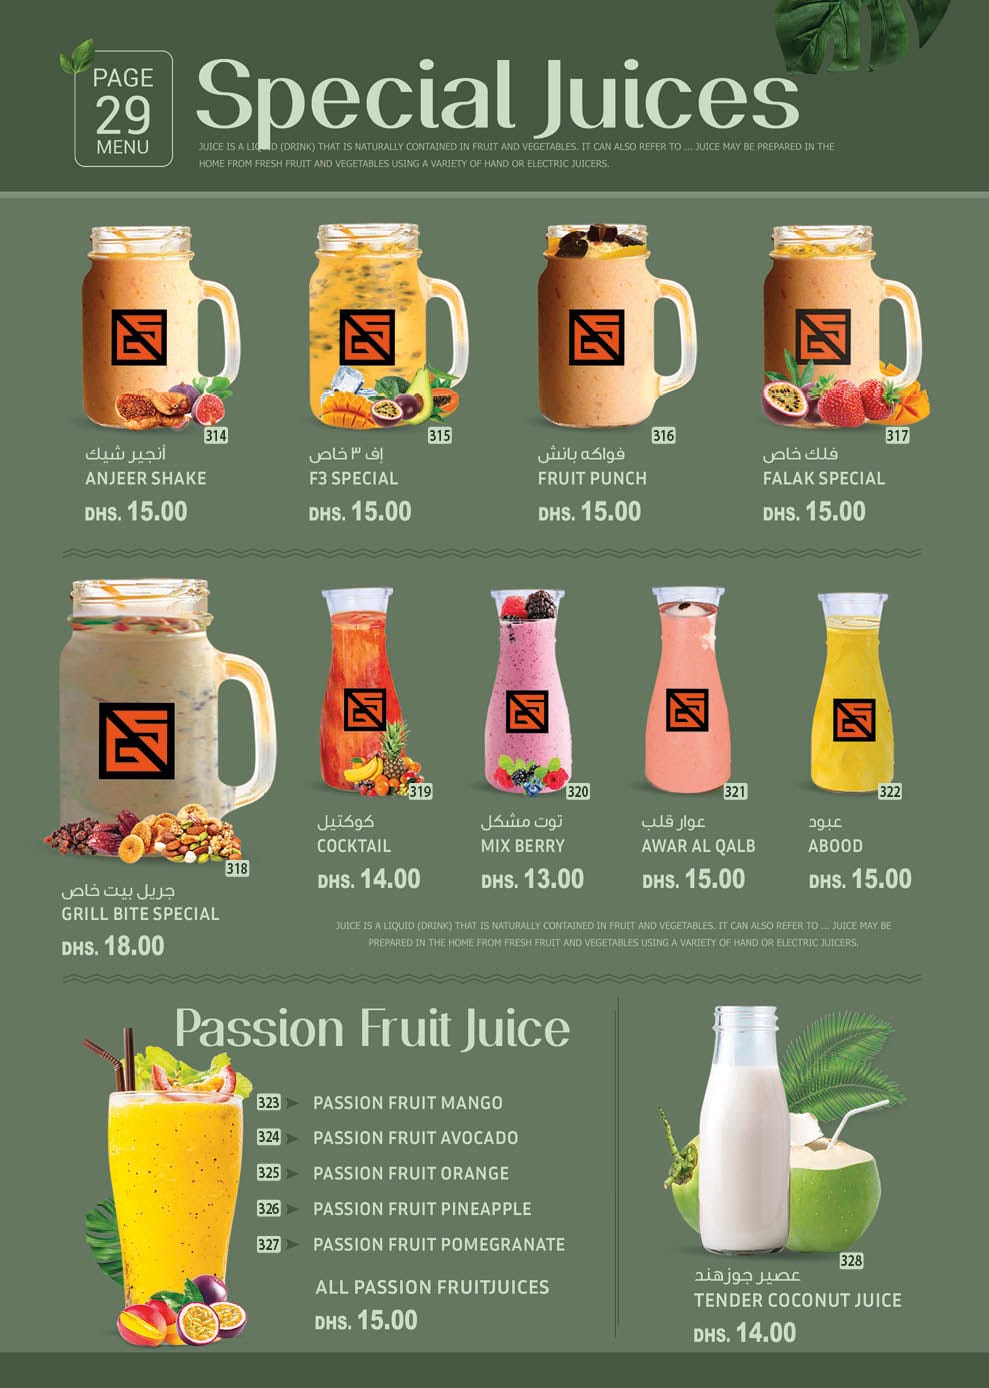 PAGE
29
MENU
Special Juices
JUICE IS A LIQUID (DRINK) THAT IS NATURALLY CONTAINED IN FRUIT AND VEGETABLES. IT CAN ALSO REFER TO ... JUICE MAY BE PREPARED IN THE
HOME FROM FRESH FRUIT AND VEGETABLES USING A VARIETY OF HAND OR ELECTRIC JUICERS.
314
أنجير شيك
ANJEER SHAKE
DHS. 15.00
315
إف ٣ خاص
F3 SPECIAL
DHS. 15.00
316
فواكه بانش
FRUIT PUNCH
DHS. 15.00
317
فلك خاص
FALAK SPECIAL
DHS. 15.00
318
جريل بيت خاص
GRILL BITE SPECIAL
DHS. 18.00
319
كوكتيل
COCKTAIL
DHS. 14.00
320
توت مشكل
MIX BERRY
DHS. 13.00
321
عوار قلب
AWAR AL QALB
DHS. 15.00
322
عبود
ABOOD
DHS. 15.00
JUICE IS A LIQUID (DRINK) THAT IS NATURALLY CONTAINED IN FRUIT AND VEGETABLES. IT CAN ALSO REFER TO ... JUICE MAY BE
PREPARED IN THE HOME FROM FRESH FRUIT AND VEGETABLES USING A VARIETY OF HAND OR ELECTRIC JUICERS.
Passion Fruit Juice
323 PASSION FRUIT MANGO
324 PASSION FRUIT AVOCADO
325 PASSION FRUIT ORANGE
326 PASSION FRUIT PINEAPPLE
327 PASSION FRUIT POMEGRANATE
ALL PASSION FRUITJUICES
DHS. 15.00
328
عصير جوزهند
TENDER COCONUT JUICE
DHS. 14.00